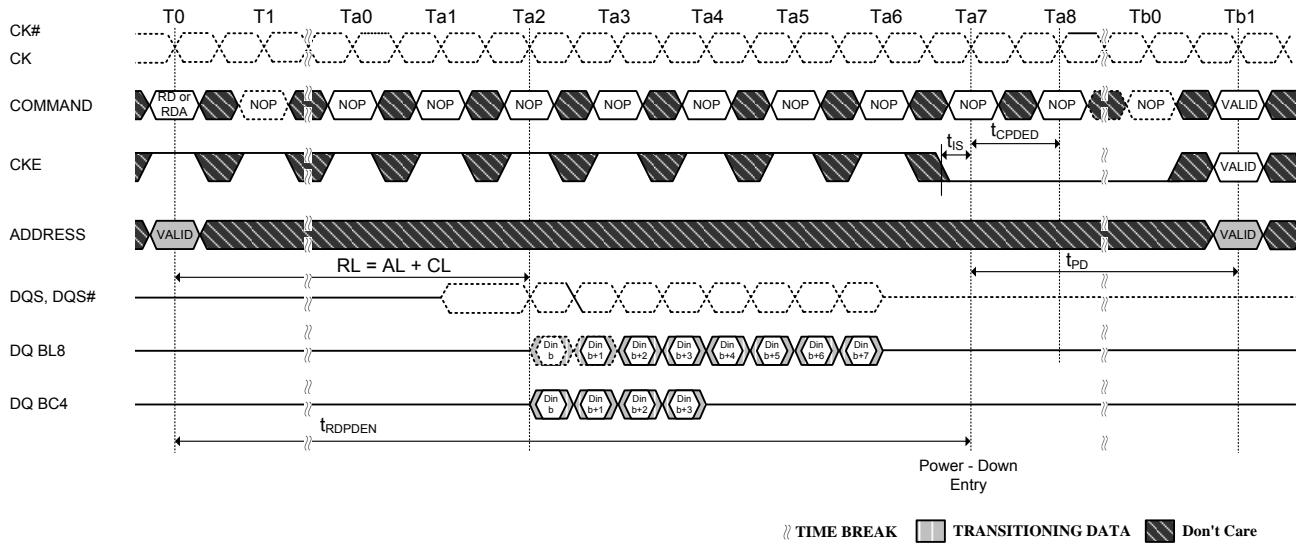 T0 T1 Ta0 Ta1 Ta2 Ta3 Ta4 Ta5 Ta6 Ta7 Ta8 Tb0 Tb1
CK#
CK
COMMAND RD or RDA NOP NOP NOP NOP NOP NOP NOP NOP NOP NOP NOP VALID
tIS tCPDED
CKE VALID
ADDRESS VALID VALID
RL = AL + CL tPD
DQS, DQS#
DQ BL8 Din b Din b+1 Din b+2 Din b+3 Din b+4 Din b+5 Din b+6 Din b+7
DQ BC4 Din b Din b+1 Din b+2 Din b+3
tRDPDEN
Power - Down
Entry
TIME BREAK TRANSITIONING DATA Don't Care